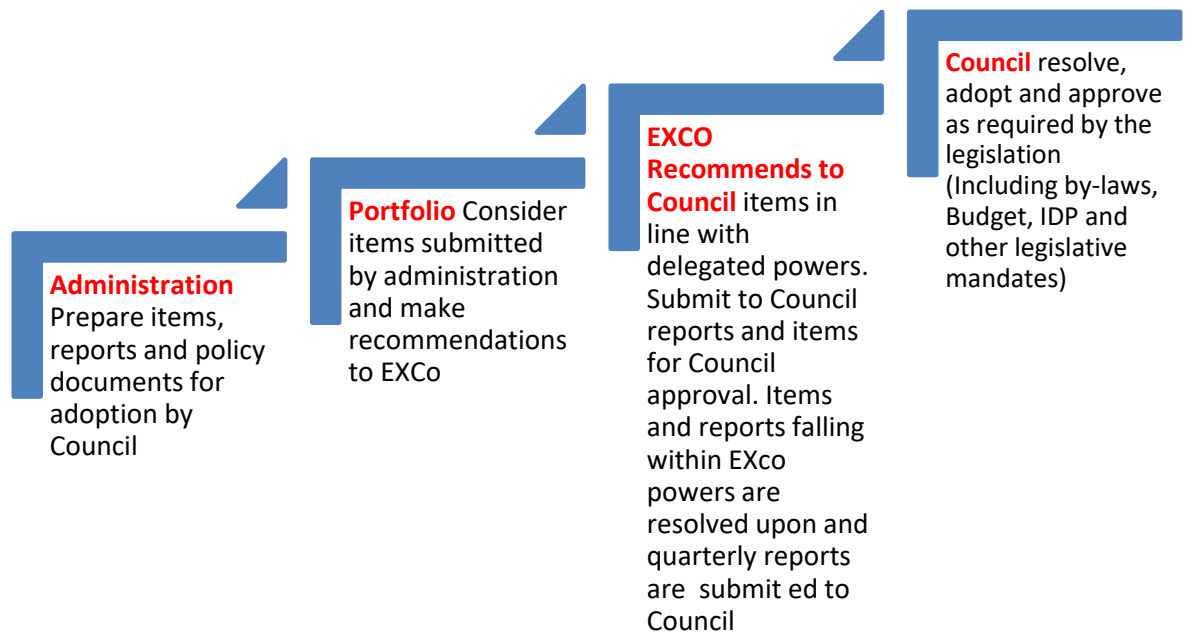 Administration
Prepare items,
reports and policy
documents for
adoption by
Council
Portfolio Consider
items submitted
by administration
and make
recommendations
to EXCo
EXCO
Recommends to
Council items in
line with
delegated powers.
Submit to Council
reports and items
for Council
approval. Items
and reports falling
within EXco
powers are
resolved upon and
quarterly reports
are  submit ed to
Council
Council resolve,
adopt and approve
as required by the
legislation
(Including by-laws,
Budget, IDP and
other legislative
mandates)